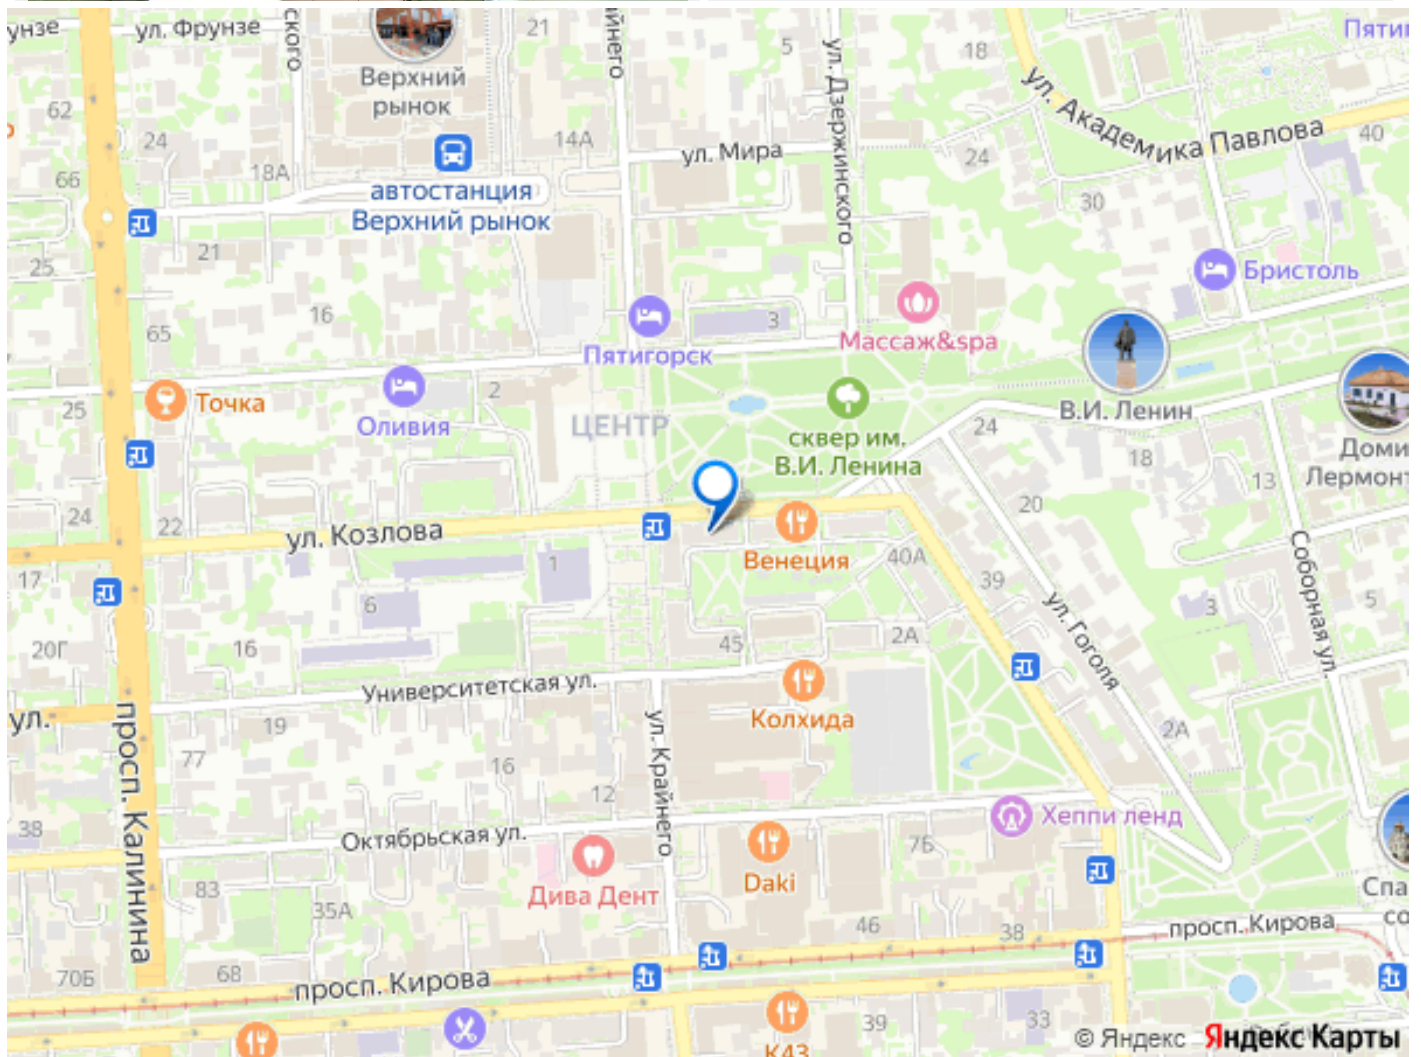 ул. Фрунзе
21
5
18
Верхний
рынок
62
24
14А
ул. Мира
ул. Дзержинского
24
ул. Академика Павлова
40
66
18А
автостанция
Верхний рынок
30
25
21
Бристоль
16
65
3
Массаж&spa
Пятигорск
25
Точка
2
Оливия
ЦЕНТР
сквер им.
В.И. Ленина
В.И. Ленин
24
18
13
20
24
22
ул. Козлова
Венеция
40А
39
17
1
6
ул. Гоголя
3
5
Соборная ул.
20Г
16
45
2А
Университетская ул.
Колхида
ул.
19
2А
77
16
12
ул. Крайнего
просп. Калинина
38
Октябрьская ул.
Хеппи ленд
7Б
Дива Дент
Daki
83
35А
46
38
просп. Кирова
70Б
68
просп. Кирова
39
33
К43
© Яндекс
Яндекс Карты